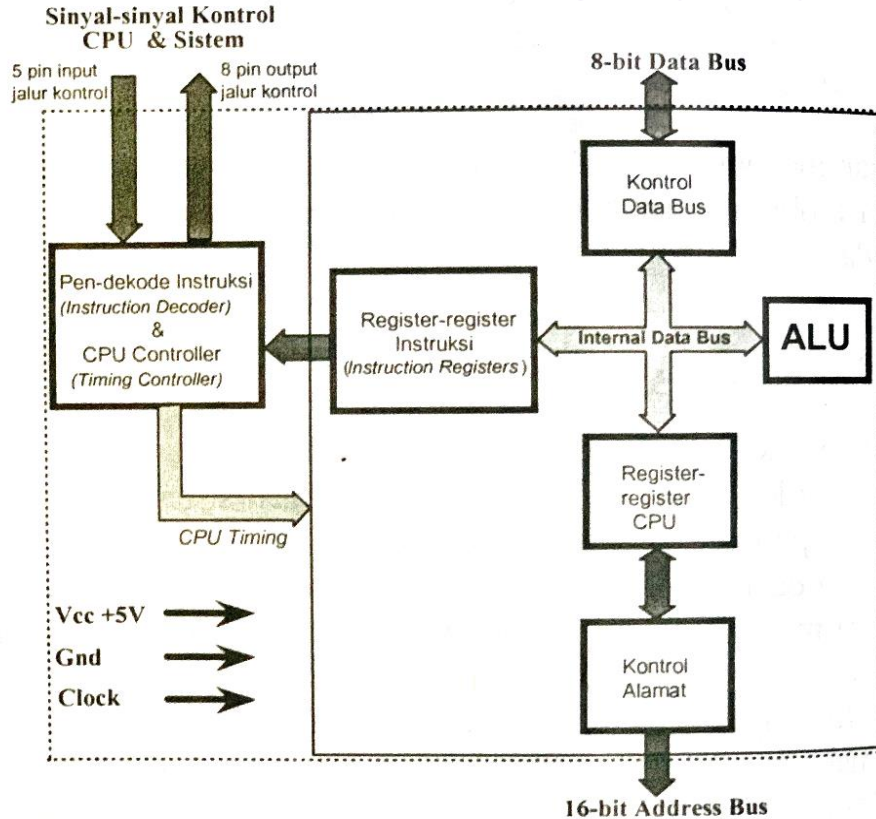 Sinyal-sinyal Kontrol
CPU & Sistem
5 pin input
jalur kontrol
8 pin output
jalur kontrol
8-bit Data Bus
Kontrol
Data Bus
Pen-dekode Instruksi
(Instruction Decoder)
&
CPU Controller
(Timing Controller)
Register-register
Instruksi
(Instruction Registers)
Internal Data Bus
ALU
Register-
register
CPU
CPU Timing
Vcc +5V
Gnd
Clock
Kontrol
Alamat
16-bit Address Bus